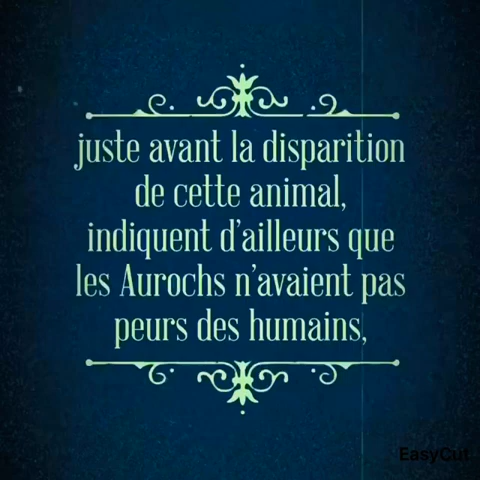 juste avant la disparition
de cette animal,
indiquent d'ailleurs que
les Aurochs n'avaient pas
peurs des humains,
EasyCut